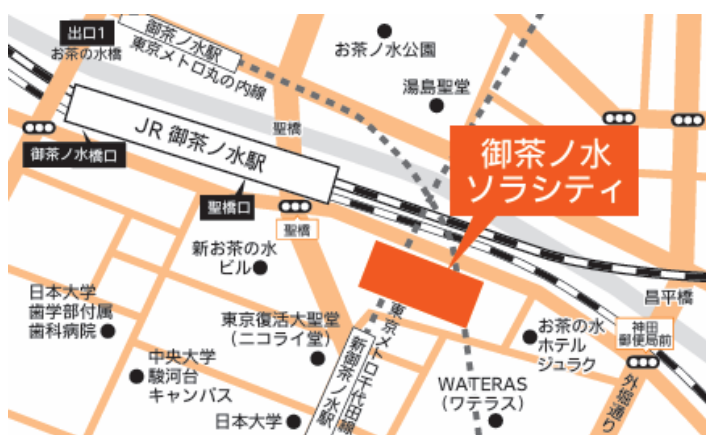 出口1
お茶の水橋
御茶ノ水駅
東京メトロ丸の内線
お茶ノ水公園
湯島聖堂
聖橋
JR 御茶ノ水駅
御茶ノ水橋口
聖橋口
聖橋
御茶ノ水
ソラシティ
新お茶の水
ビル
日本大学
歯学部付属
歯科病院
東京復活大聖堂
(ニコライ堂)
中央大学
駿河台
キャンパス
日本大学
東京メトロ千代田線
新御茶ノ水駅
WATERAS
(ワテラス)
お茶の水
ホテル
ジュラク
昌平橋
神田
郵便局前
外堀通り